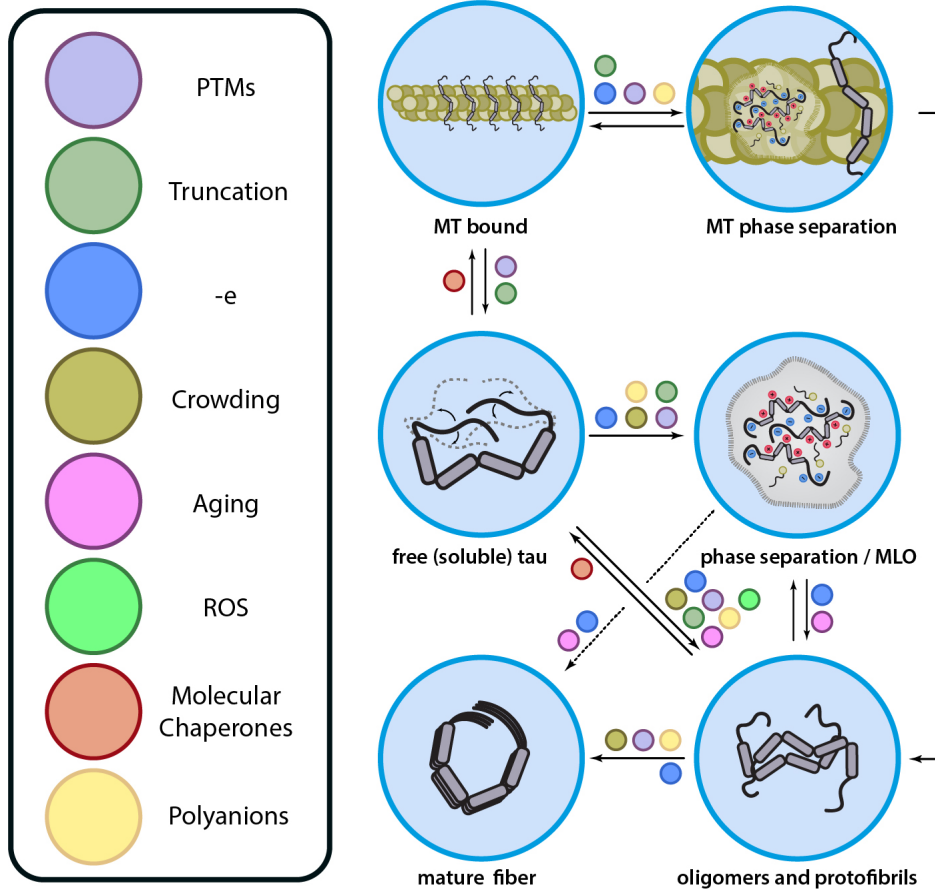 PTMs
Truncation
-e
Crowding
Aging
ROS
Molecular
Chaperones
Polyanions
MT bound
MT phase separation
free (soluble) tau
phase separation / MLO
mature fiber
oligomers and protofibrils